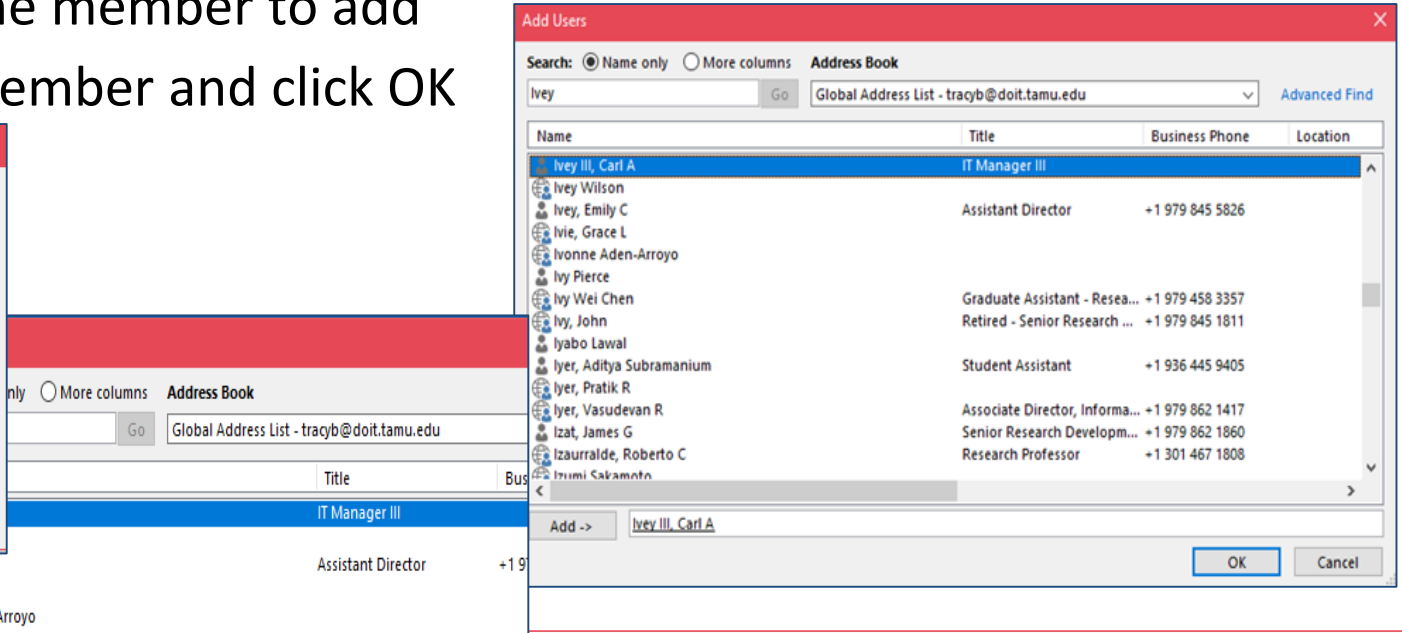 he member to add
ember and click OK
Add Users
Search: Name only More columns Address Book
Ivey Go Global Address List - tracyb@doit.tamu.edu Advanced Find
Name Title Business Phone Location
Ivey III, Carl A IT Manager III
Ivey Wilson
Ivey, Emily C Assistant Director +1 979 845 5826
Ivie, Grace L
Ivonne Aden-Arroyo
Ivy Pierce
Ivy Wei Chen Graduate Assistant - Resea... +1 979 458 3357
Ivy, John Retired - Senior Research ... +1 979 845 1811
Iyabo Lawal
Iyer, Aditya Subramanium Student Assistant +1 936 445 9405
Iyer, Pratik R
Iyer, Vasudevan R Associate Director, Informa... +1 979 862 1417
Izat, James G Senior Research Developm... +1 979 862 1860
Izaurralde, Roberto C Research Professor +1 301 467 1808
Izumi Sakamoto
Add -> Ivey III, Carl A
OK Cancel
nly More columns Address Book
Go Global Address List - tracyb@doit.tamu.edu
Title Bus
IT Manager III
Assistant Director +1 9
Arroyo